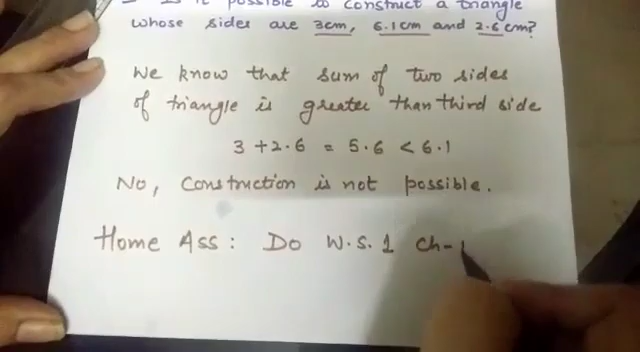 possible to construct a triangle
whose sides are 3cm, 6.1cm and 2.6cm?
We know that sum of two sides
of triangle is greater than third side
3 + 2.6 = 5.6 < 6.1
No, Construction is not possible.
Home Ass: Do W.S.1 Ch-